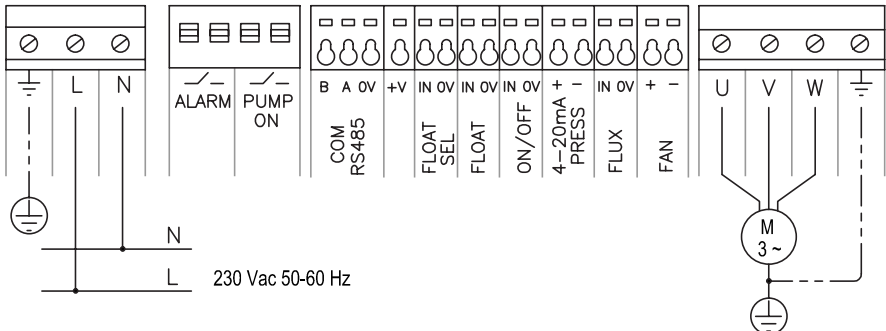 L N
ALARM
PUMP
ON
B A 0V +V IN 0V IN 0V IN 0V + − IN 0V + −
COM
RS485
FLOAT
SEL
FLOAT
ON/OFF
4−20mA
PRESS
FLUX
FAN
U V W
M
3 ~
N
L 230 Vac 50-60 Hz